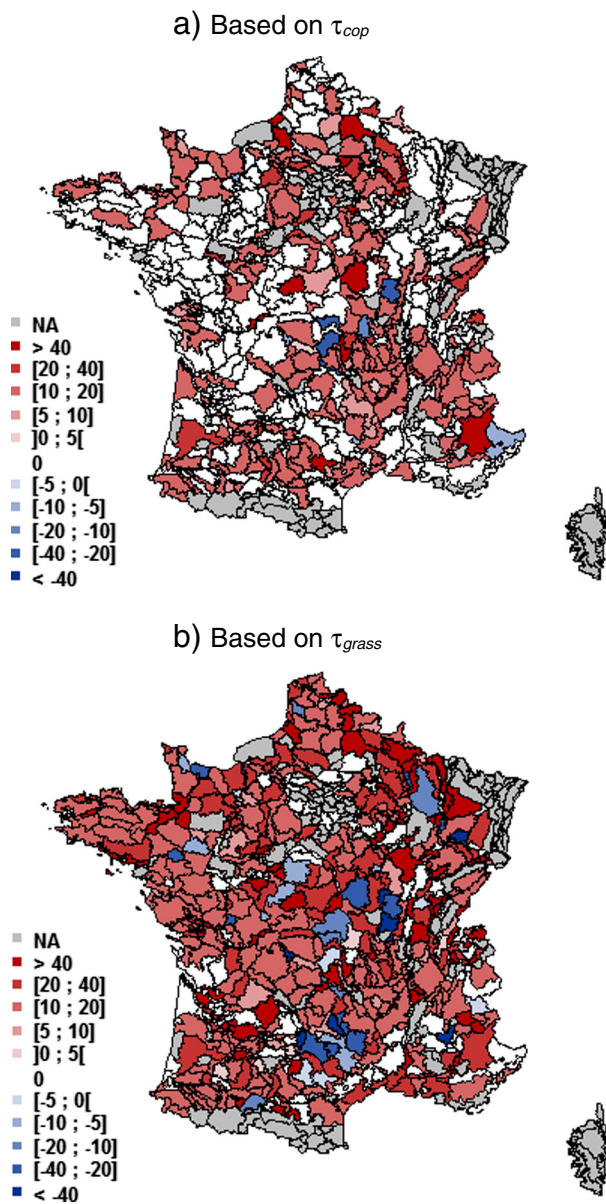 a) Based on τcop
NA
> 40
[20 ; 40]
[10 ; 20]
[5 ; 10]
]0 ; 5[
0
[-5 ; 0[
[-10 ; -5]
[-20 ; -10]
[-40 ; -20]
< -40
b) Based on τgrass
NA
> 40
[20 ; 40]
[10 ; 20]
[5 ; 10]
]0 ; 5[
0
[-5 ; 0[
[-10 ; -5]
[-20 ; -10]
[-40 ; -20]
< -40